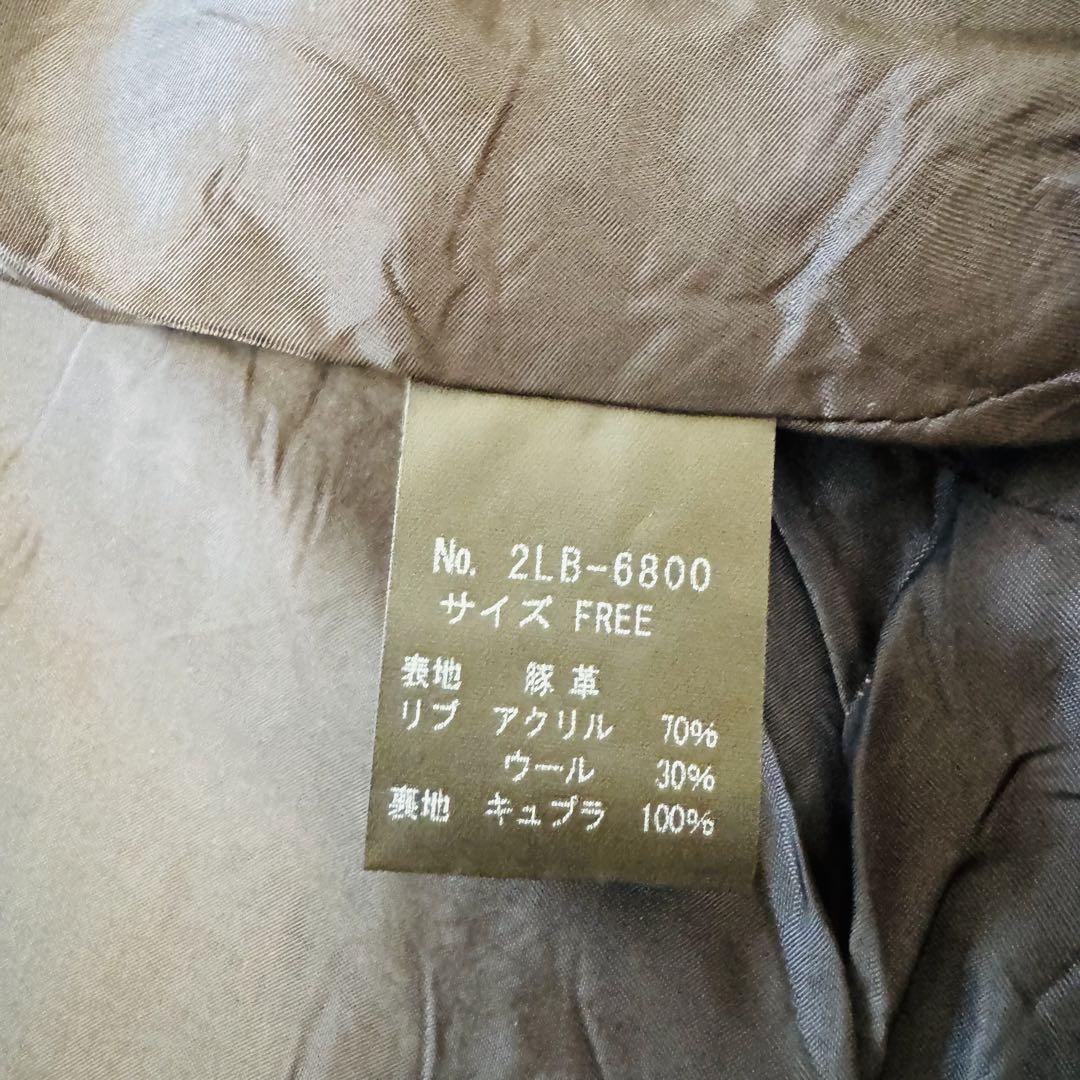 No. 2LB-6800
サイズ FREE
表地 豚革
リブ アクリル 70%
ウール 30%
裏地 キュプラ 100%